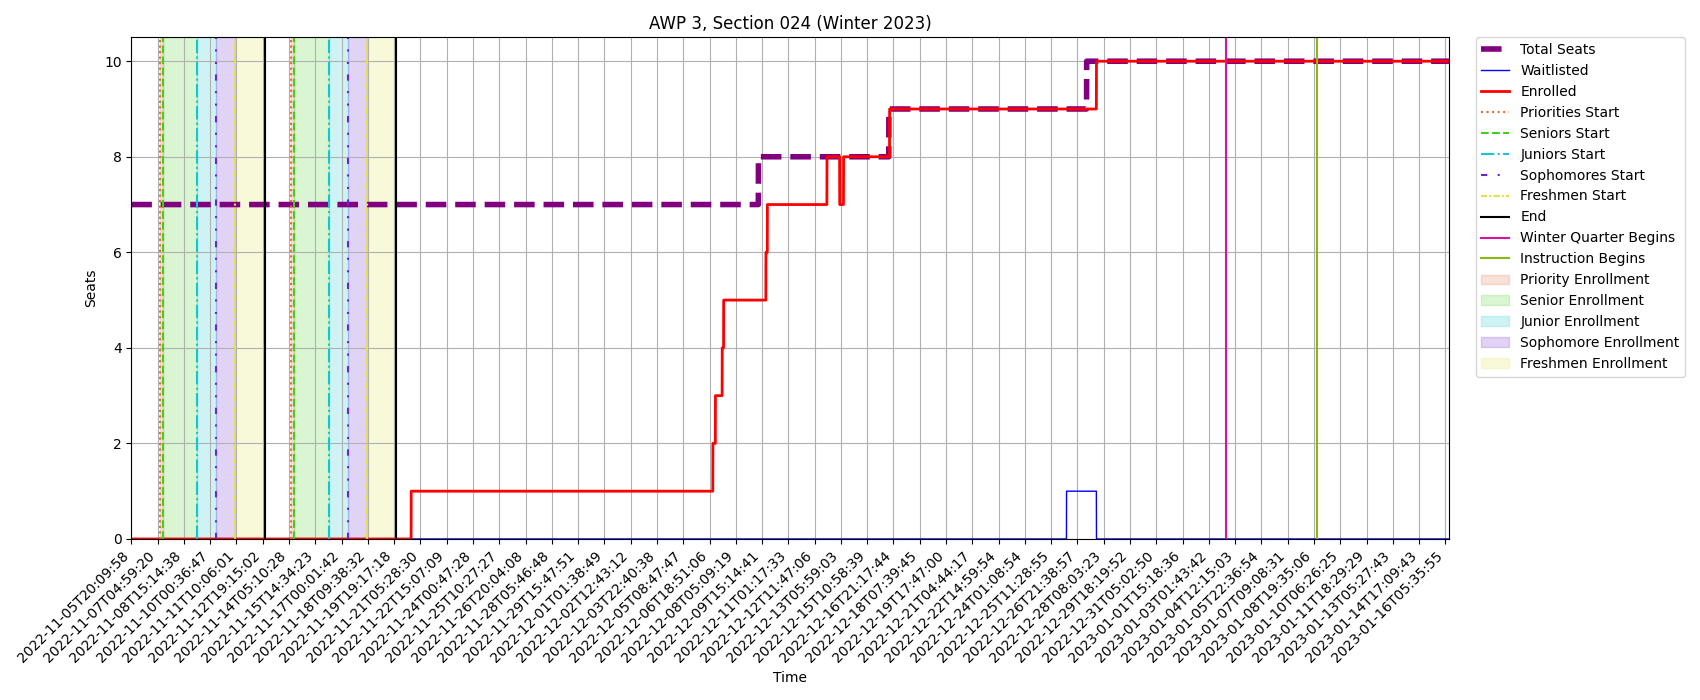 AWP 3, Section 024 (Winter 2023)
Seats
10
8
6
4
2
0
Total Seats
Waitlisted
Enrolled
Priorities Start
Seniors Start
Juniors Start
Sophomores Start
Freshmen Start
End
Winter Quarter Begins
Instruction Begins
Priority Enrollment
Senior Enrollment
Junior Enrollment
Sophomore Enrollment
Freshmen Enrollment
2022-11-05T20:09:58
2022-11-07T04:59:20
2022-11-08T15:14:38
2022-11-10T00:36:47
2022-11-11T10:06:01
2022-11-12T19:15:02
2022-11-14T05:10:28
2022-11-15T14:34:23
2022-11-17T00:01:42
2022-11-18T09:38:32
2022-11-19T19:17:18
2022-11-21T05:28:30
2022-11-22T15:07:09
2022-11-24T00:47:28
2022-11-25T10:27:27
2022-11-26T20:04:08
2022-11-28T05:46:48
2022-11-29T15:47:51
2022-12-01T01:38:49
2022-12-02T12:43:12
2022-12-03T22:40:38
2022-12-05T08:47:47
2022-12-06T18:51:06
2022-12-08T05:09:19
2022-12-09T15:14:41
2022-12-11T01:17:33
2022-12-12T11:47:06
2022-12-13T55:59:03
2022-12-15T10:58:39
2022-12-16T21:17:44
2022-12-18T07:39:45
2022-12-19T17:47:00
2022-12-21T04:44:17
2022-12-22T14:59:54
2022-12-24T01:08:54
2022-12-25T11:28:55
2022-12-26T21:38:57
2022-12-28T08:03:23
2022-12-29T18:19:52
2022-12-31T05:02:50
2023-01-01T15:18:36
2023-01-03T01:43:42
2023-01-04T12:15:03
2023-01-05T22:36:54
2023-01-07T09:08:31
2023-01-08T19:35:06
2023-01-10T06:26:25
2023-01-11T18:29:29
2023-01-13T05:27:43
2023-01-14T17:09:43
2023-01-16T05:35:55
Time